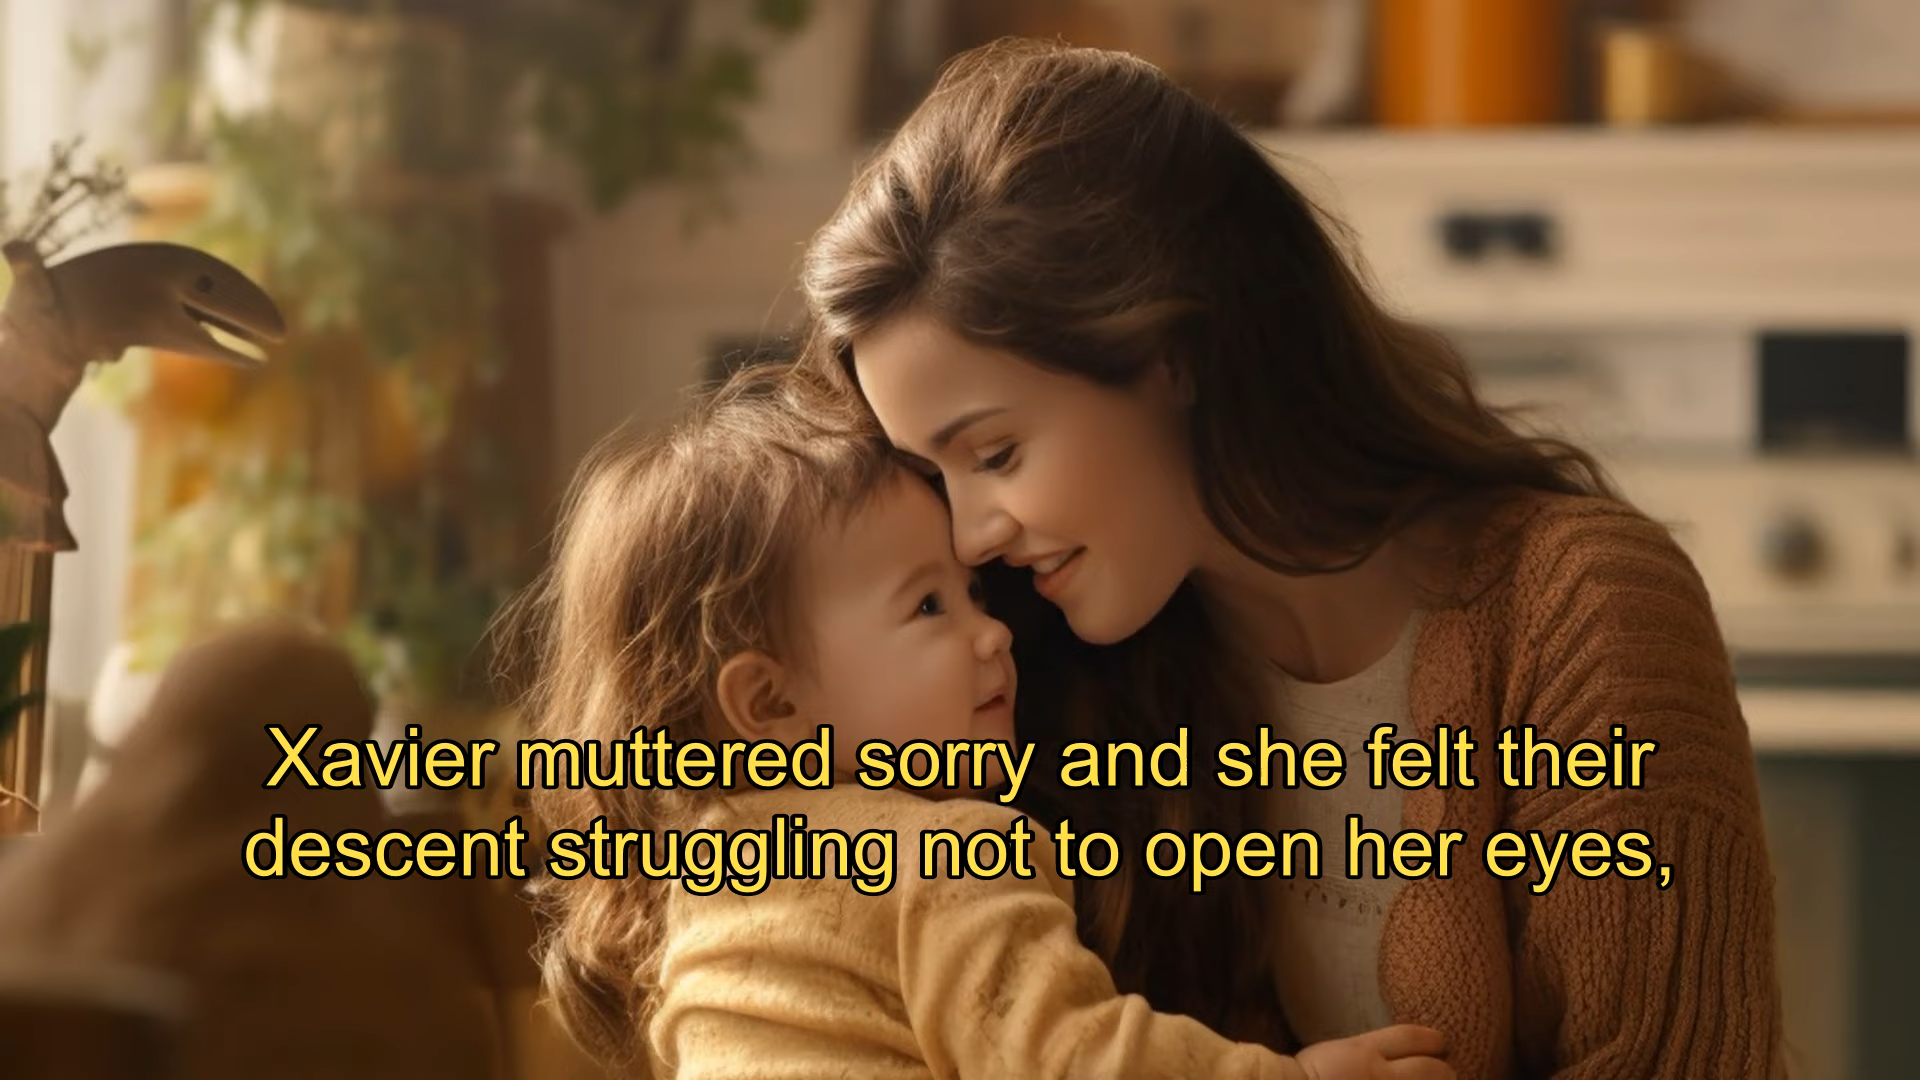 Xavier muttered sorry and she felt their
descent struggling not to open her eyes,